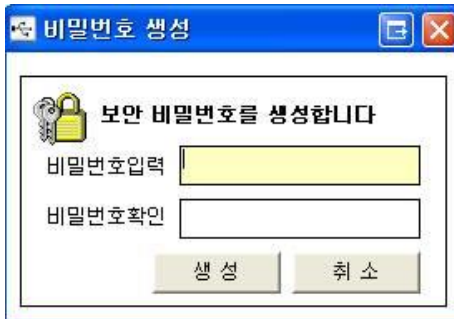 비밀번호 생성
보안 비밀번호를 생성합니다
비밀번호입력
비밀번호확인
생 성 취 소